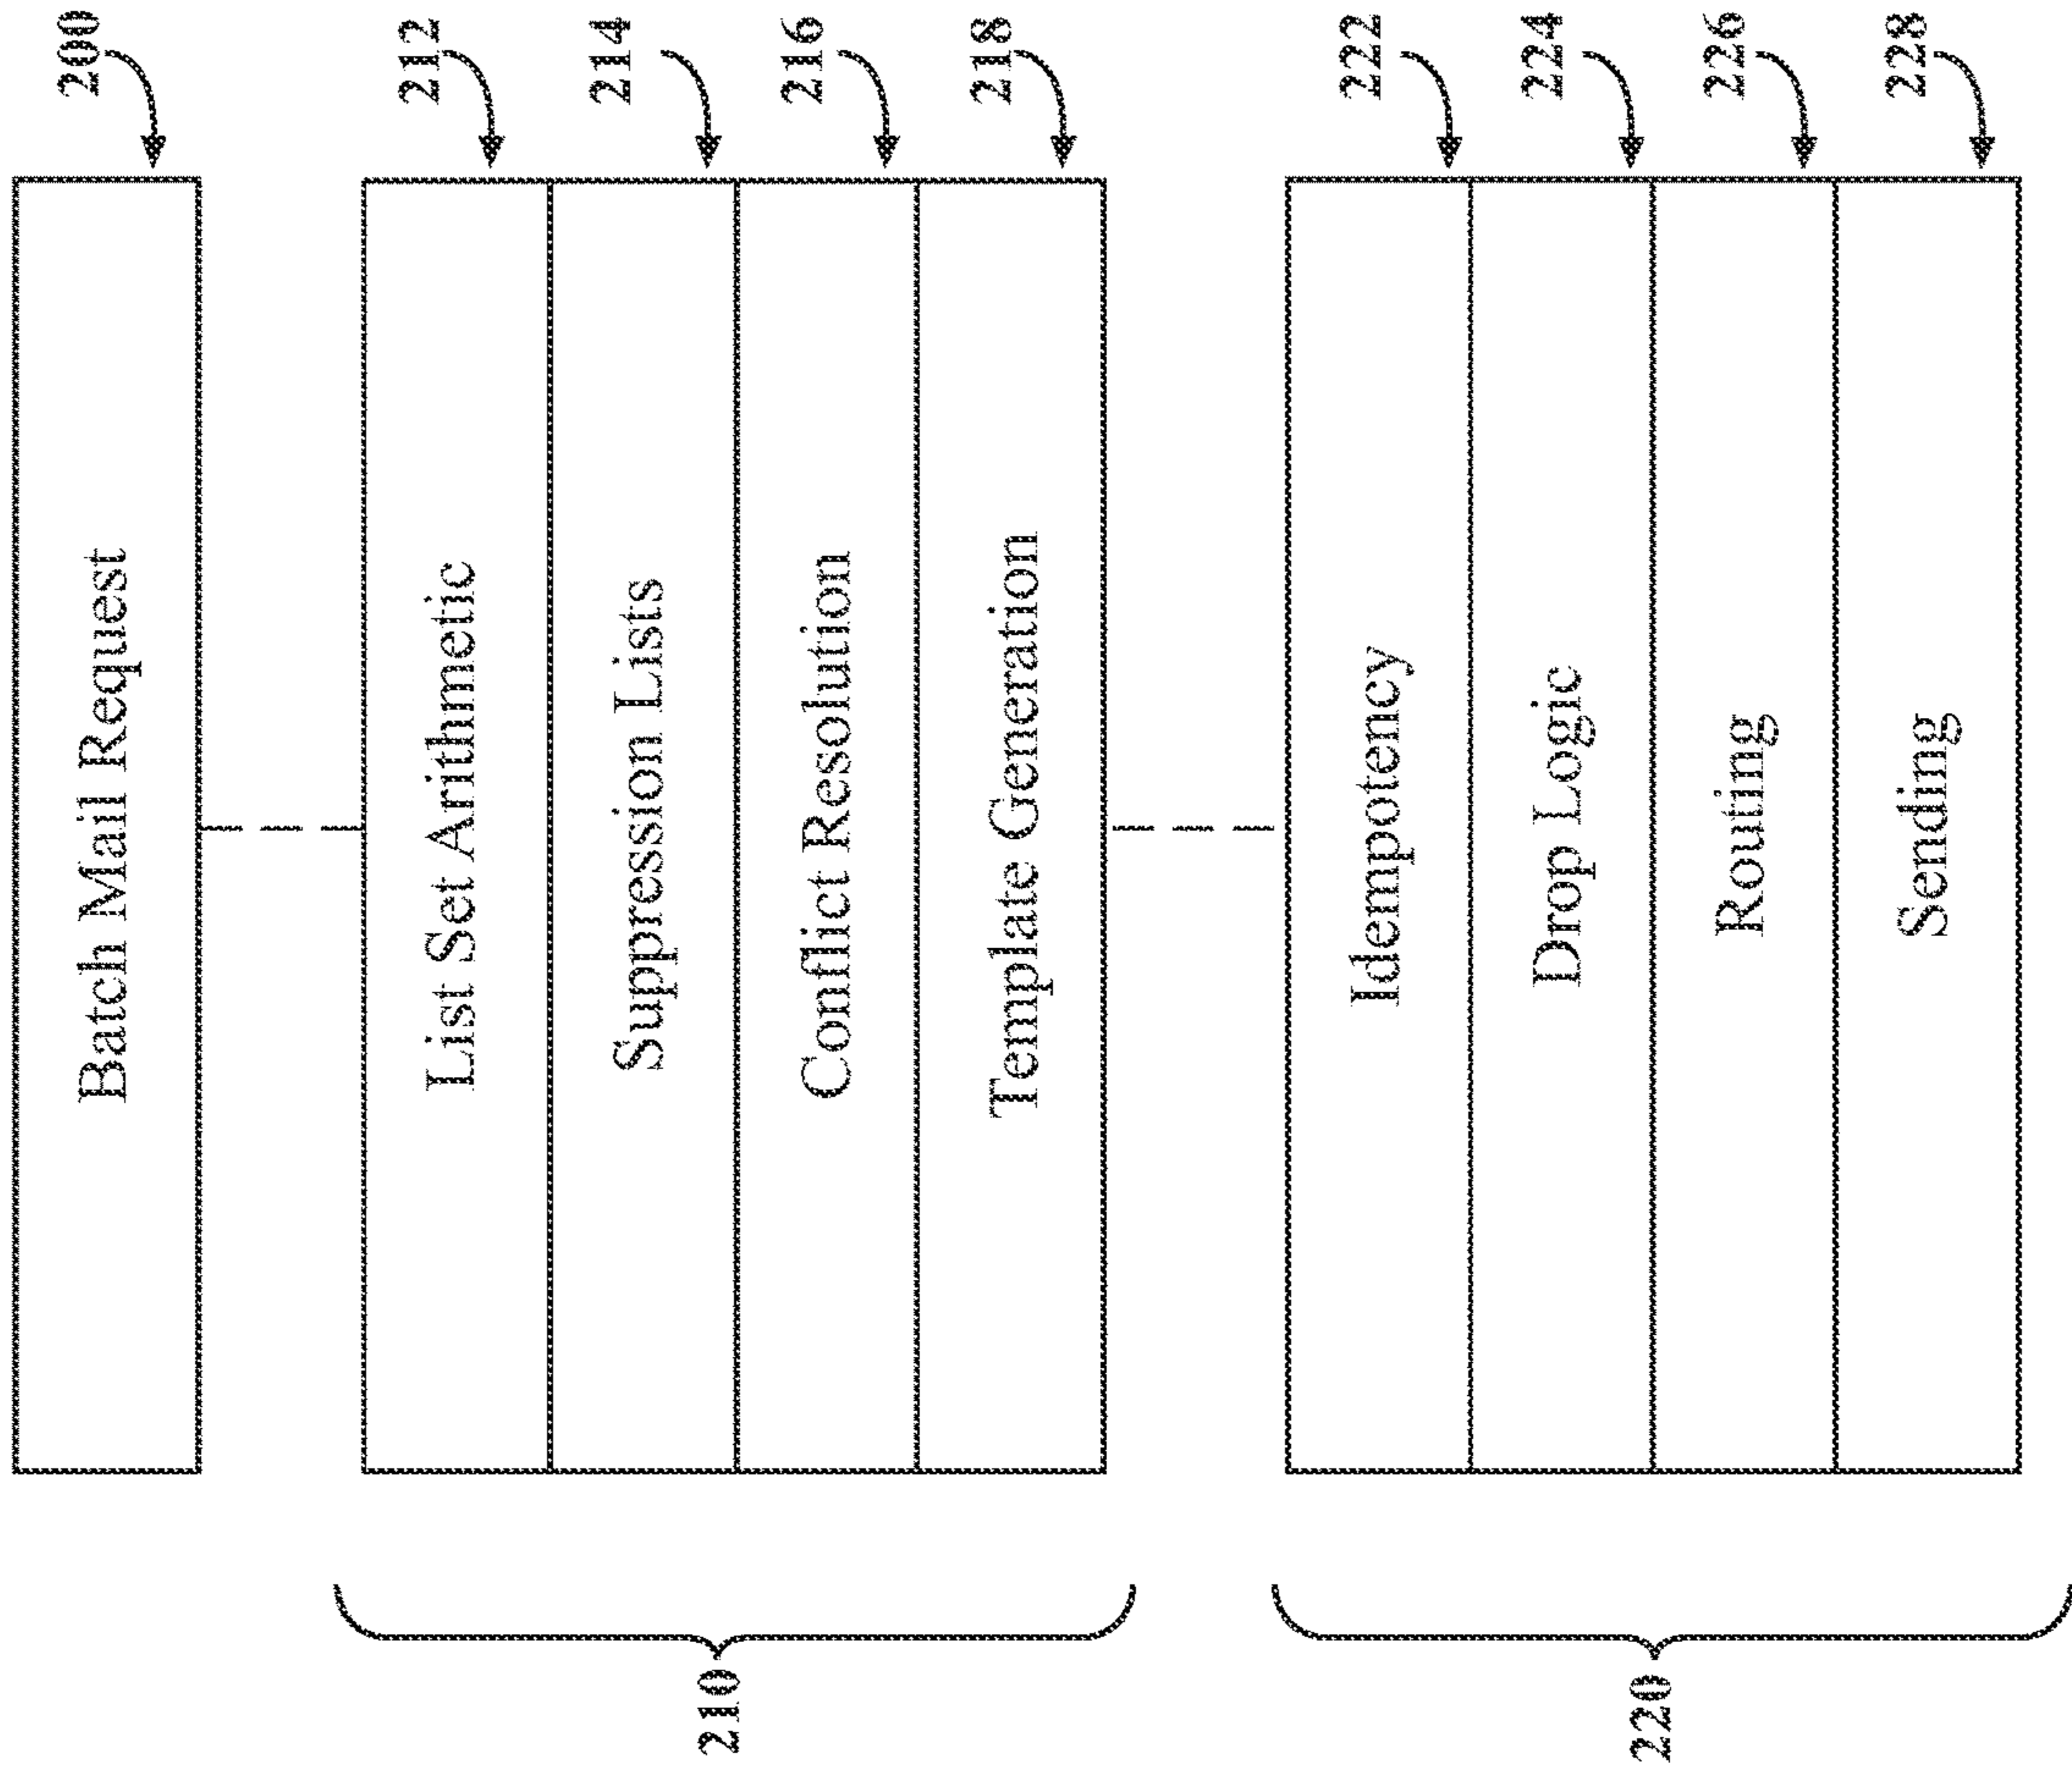 Batch Mail Request
200
210
List Set Arithmetic
212
Suppression Lists
214
Conflict Resolution
216
Template Generation
218
220
Idempotency
222
Drop Logic
224
Routing
226
Sending
228